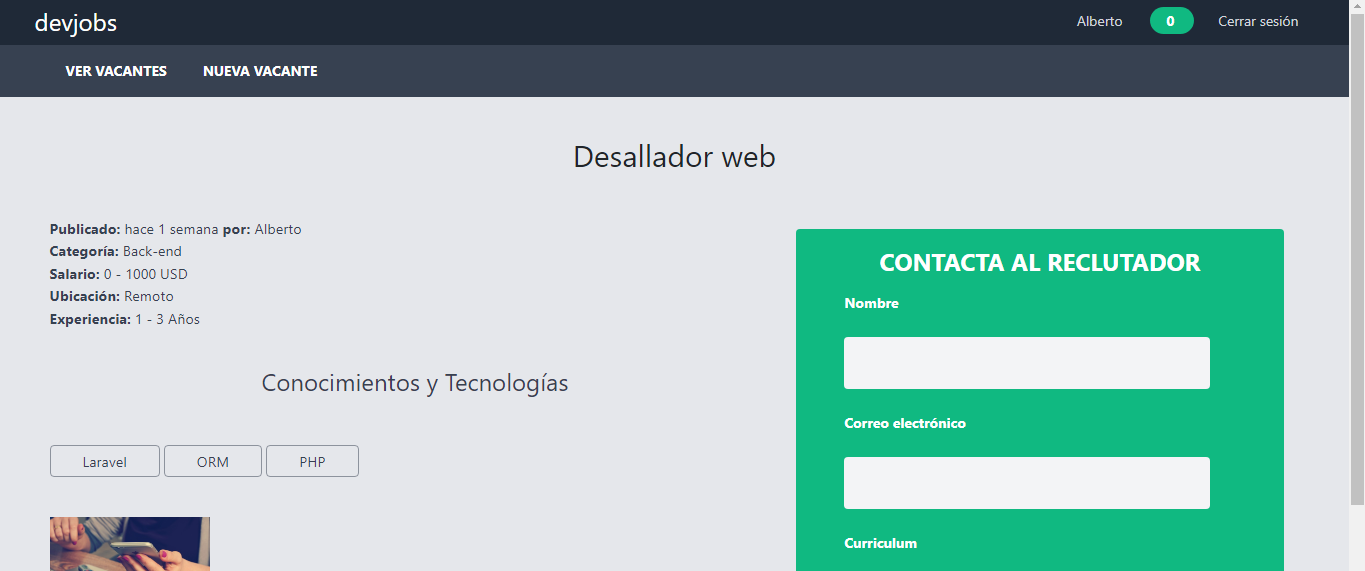 devjobs
Alberto 0 Cerrar sesión
VER VACANTES NUEVA VACANTE
Desallador web
Publicado: hace 1 semana por: Alberto
Categoría: Back-end
Salario: 0 - 1000 USD
Ubicación: Remoto
Experiencia: 1 - 3 Años
Conocimientos y Tecnologías
Laravel ORM PHP
CONTACTA AL RECLUTADOR
Nombre
Correo electrónico
Curriculum